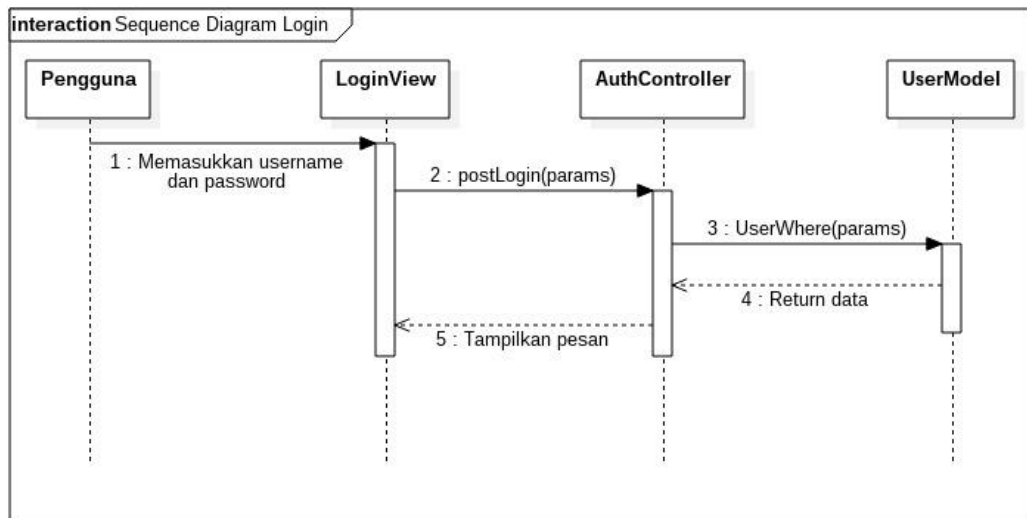 interaction Sequence Diagram Login
Pengguna
LoginView
AuthController
UserModel
1 : Memasukkan username
dan password
2 : postLogin(params)
3 : UserWhere(params)
4 : Return data
5 : Tampilkan pesan